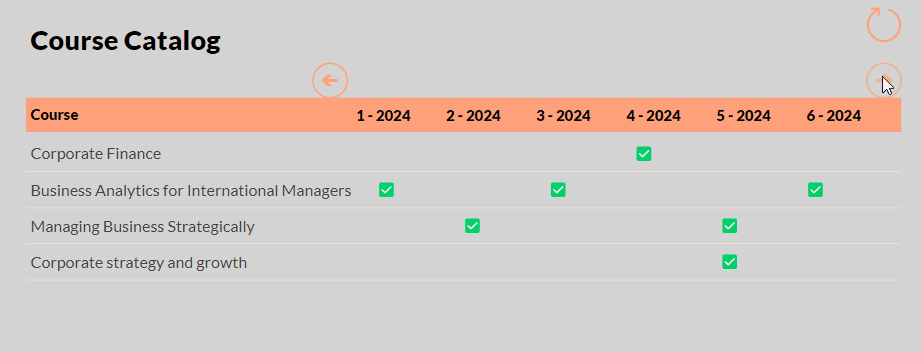 Course Catalog
Course 1 - 2024 2 - 2024 3 - 2024 4 - 2024 5 - 2024 6 - 2024
Corporate Finance
Business Analytics for International Managers
Managing Business Strategically
Corporate strategy and growth